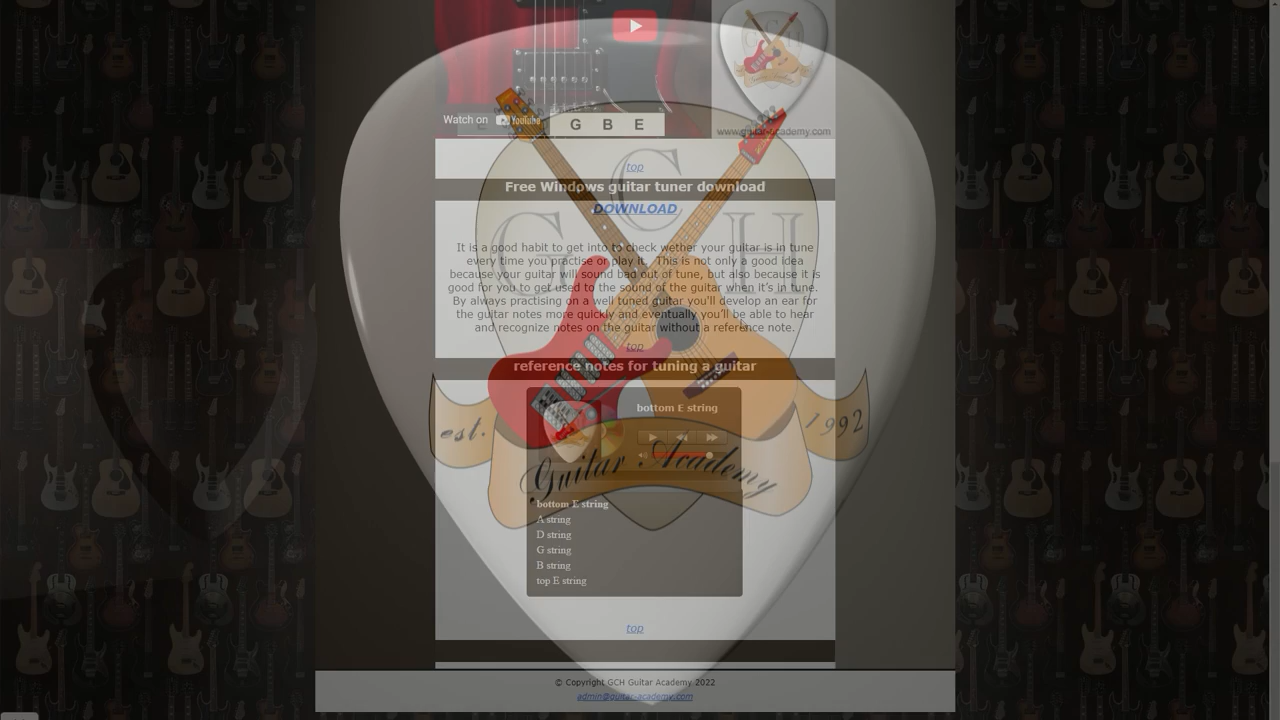 Watch on YouTube
G B E
www.guitar-academy.com
top
Free Windows guitar tuner download
DOWNLOAD
It is a good habit to get into to check wether your guitar is in tune
every time you practise or play it. This is not only a good idea
because your guitar will sound bad out of tune, but also because it is
good for you to get used to the sound of the guitar when it's in tune.
By always practising on a well tuned guitar you'll develop an ear for
the guitar notes more quickly and eventually you'll be able to hear
and recognize notes on the guitar without a reference note.
top
reference notes for tuning a guitar
bottom E string
G C H
est. 1992
Guitar Academy
bottom E string
A string
D string
G string
B string
top E string
top
© Copyright GCH Guitar Academy 2022
admin@guitar-academy.com